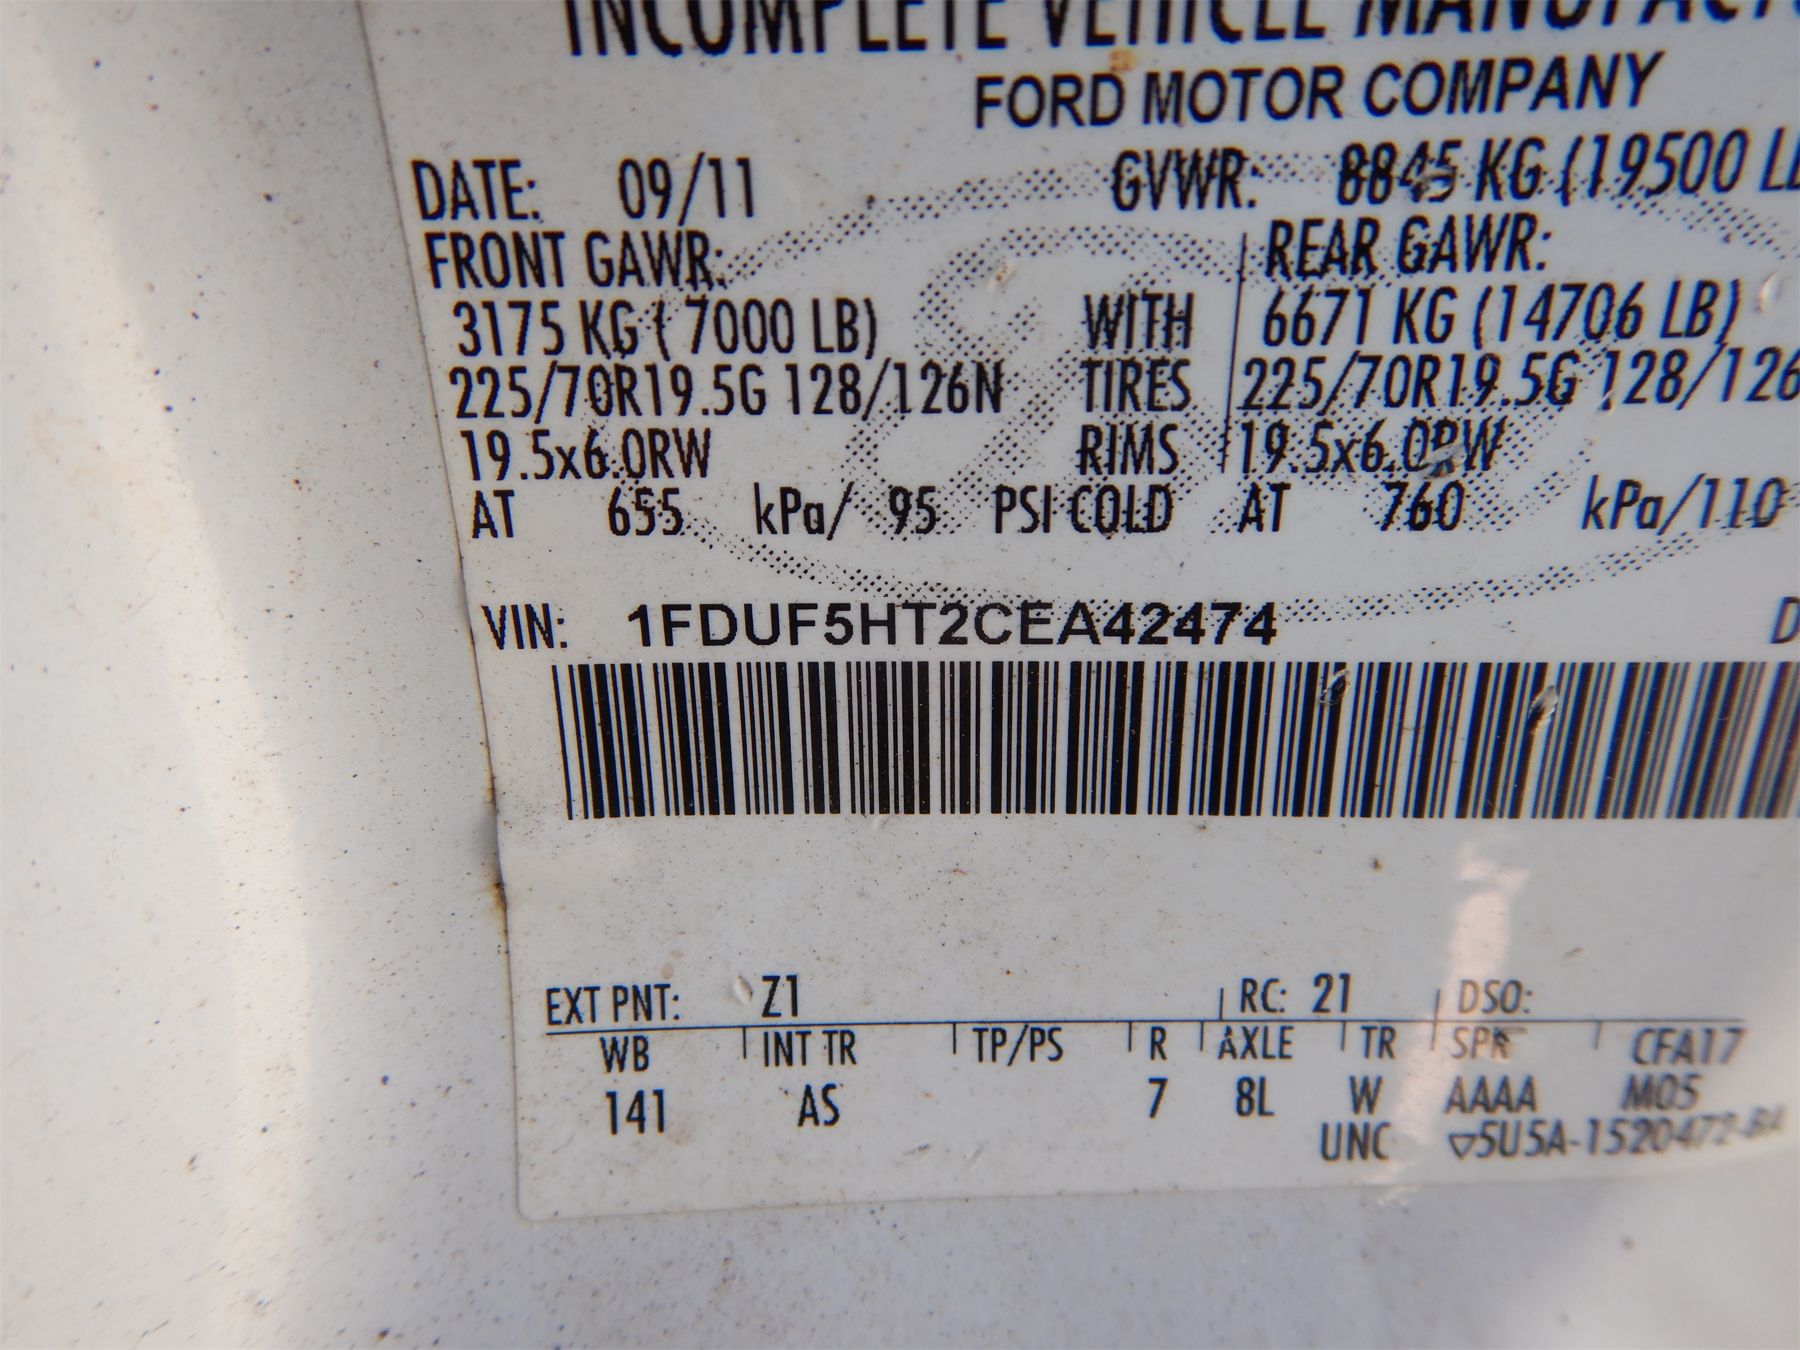 INCOMPLETE VEHICLE MANUFACT
FORD MOTOR COMPANY
DATE: 09/11 GVWR: 8845 KG (19500 LB
FRONT GAWR: REAR GAWR:
3175 KG ( 7000 LB) WITH 6671 KG (14706 LB)
225/70R19.5G 128/126N TIRES 225/70R19.5G 128/126
19.5x6.0RW RIMS 19.5x6.0RW
AT 655 kPa/ 95 PSI COLD AT 760 kPa/110
VIN: 1FDUF5HT2CEA42474 D
EXT PNT: Z1 RC: 21 DSO:
WB INT TR TP/PS R AXLE TR SPR CFA17
141 AS 7 8L W AAAA M05
UNC ▽5U5A-1520472-BA